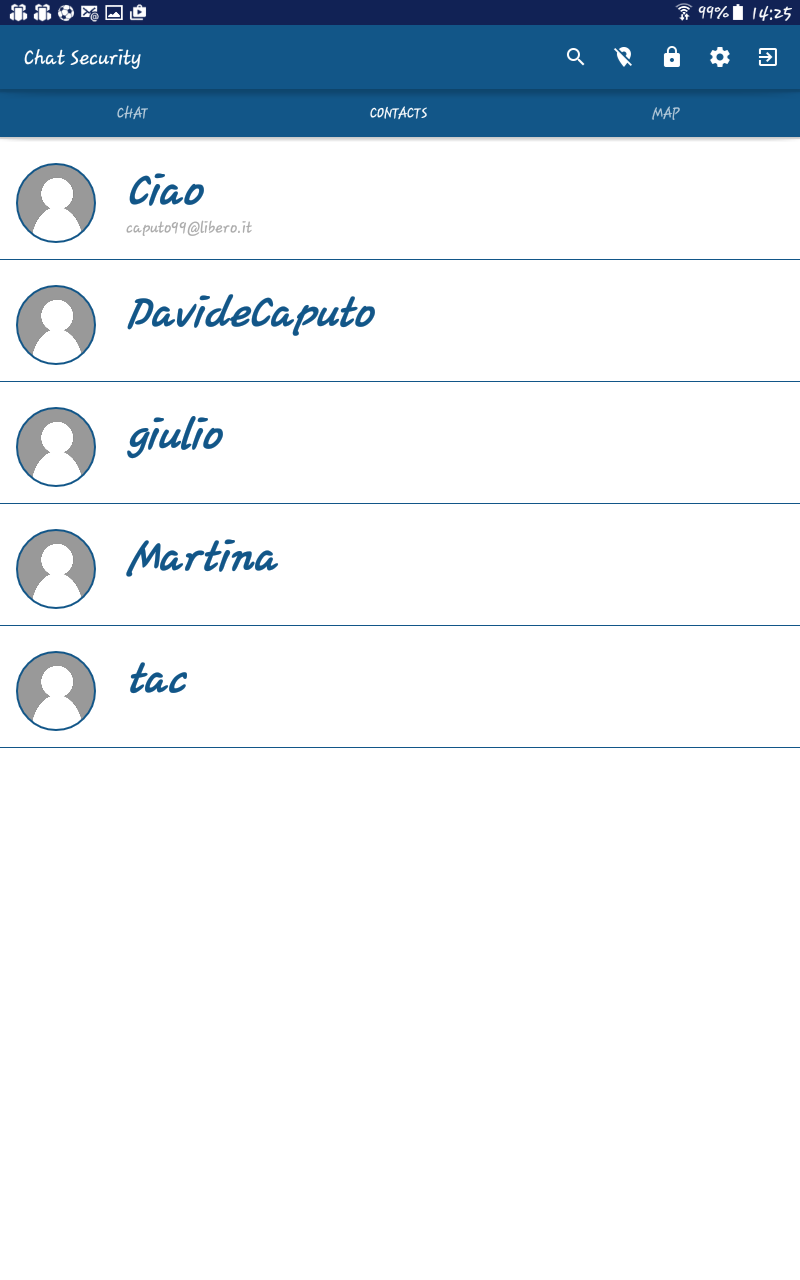 99% 14:25
Chat Security
CHAT CONTACTS MAP
Ciao
caputo99@libero.it
DavideCaputo
giulio
Martina
tac